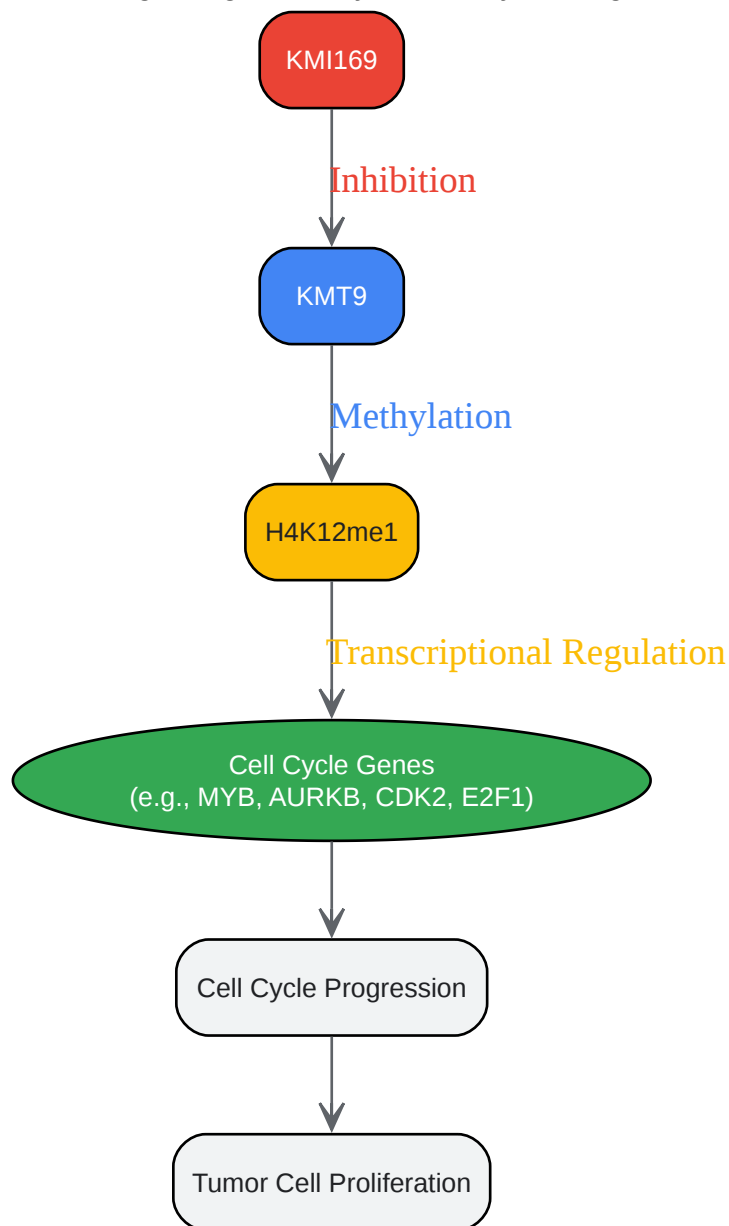 KMI169
Inhibition
KMT9
Methylation
H4K12me1
Transcriptional Regulation
Cell Cycle Genes
(e.g., MYB, AURKB, CDK2, E2F1)
Cell Cycle Progression
Tumor Cell Proliferation